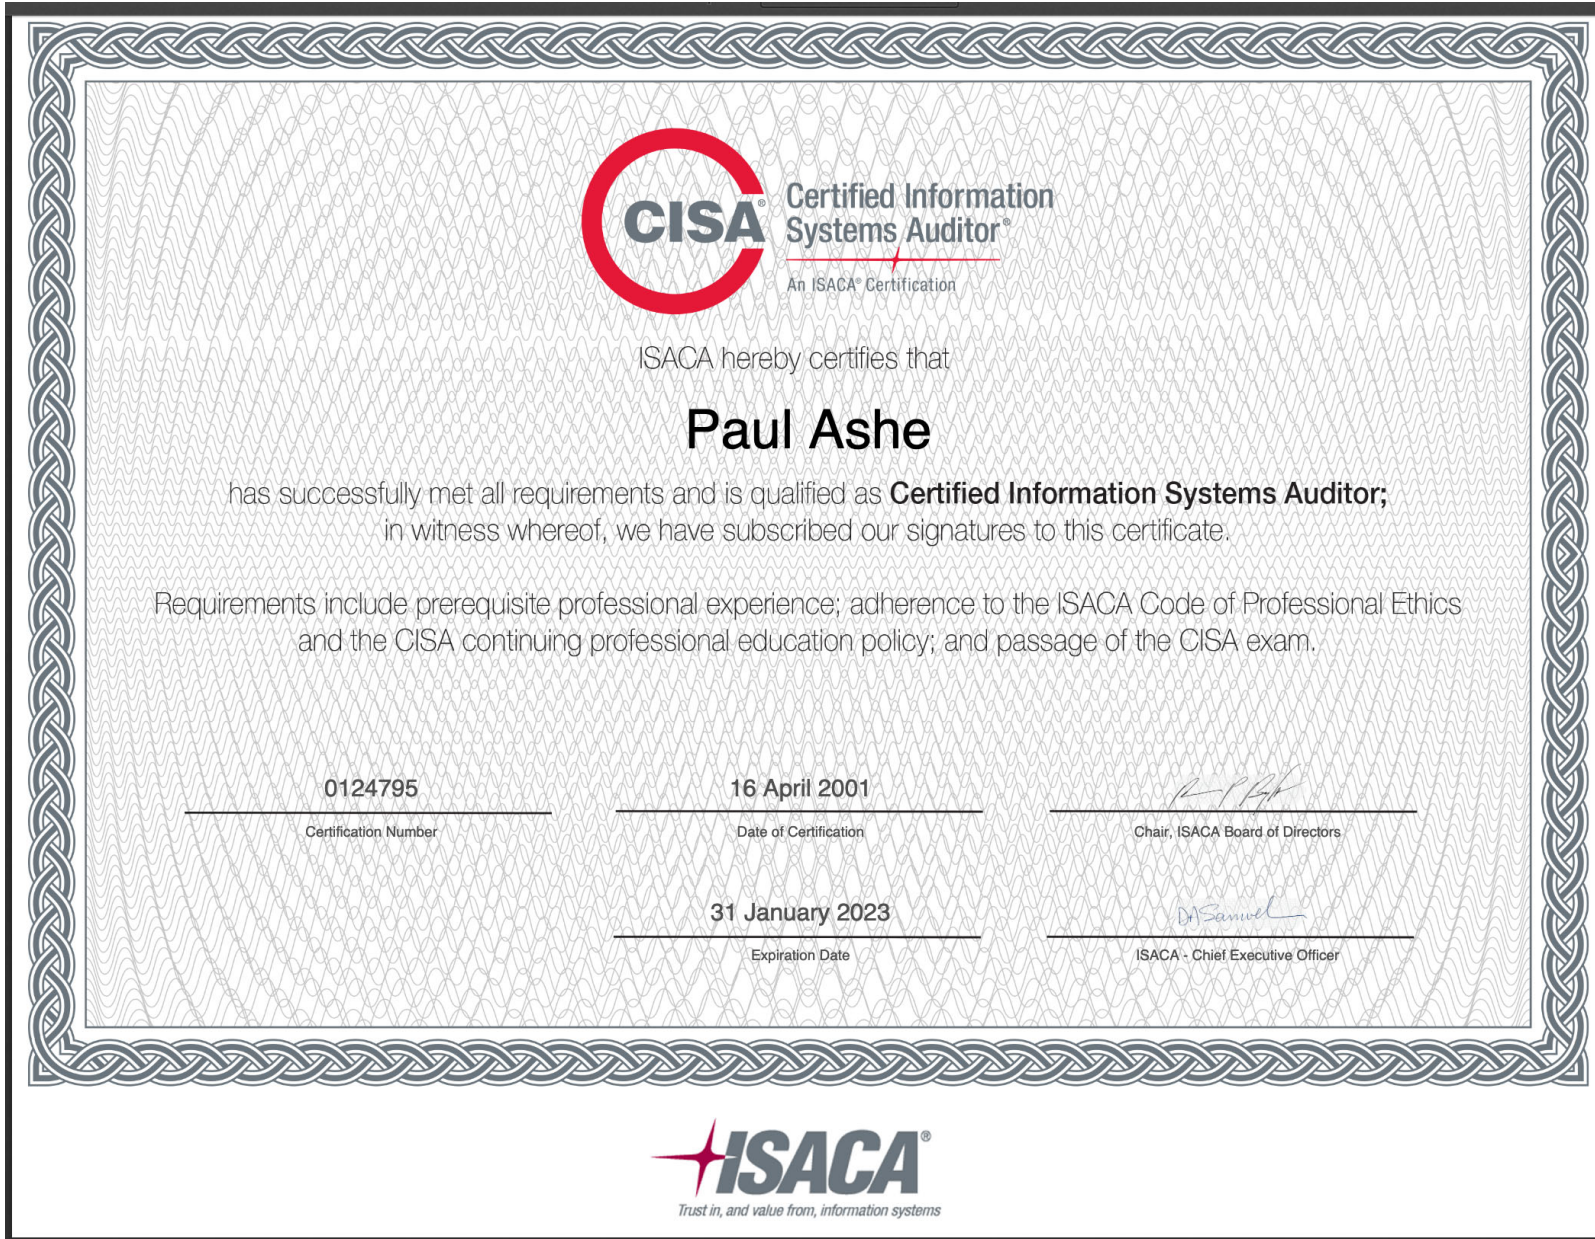 CISA®
Certified Information
Systems Auditor®
An ISACA® Certification
ISACA hereby certifies that
Paul Ashe
has successfully met all requirements and is qualified as Certified Information Systems Auditor;
in witness whereof, we have subscribed our signatures to this certificate.
Requirements include prerequisite professional experience; adherence to the ISACA Code of Professional Ethics
and the CISA continuing professional education policy; and passage of the CISA exam.
0124795
Certification Number
16 April 2001
Date of Certification
Chair, ISACA Board of Directors
31 January 2023
Expiration Date
DASamuel
ISACA - Chief Executive Officer
ISACA®
Trust in, and value from, information systems